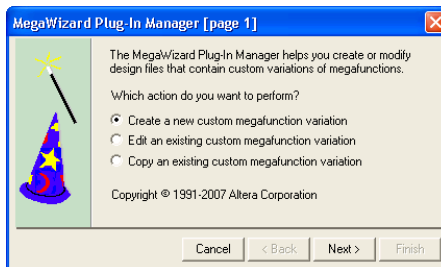 MegaWizard Plug-In Manager [page 1]
The MegaWizard Plug-In Manager helps you create or modify
design files that contain custom variations of megafunctions.
Which action do you want to perform?
Create a new custom megafunction variation
Edit an existing custom megafunction variation
Copy an existing custom megafunction variation
Copyright © 1991-2007 Altera Corporation
Cancel
< Back
Next >
Finish